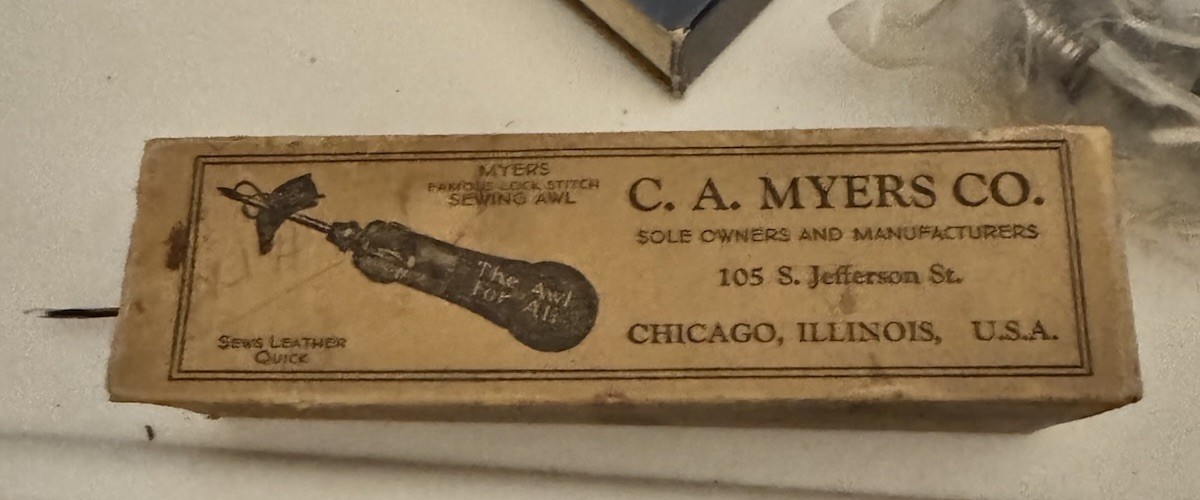 MYERS
FAMOUS LOCK STITCH
SEWING AWL
The Awl
For All
SEWS LEATHER
QUICK
C. A. MYERS CO.
SOLE OWNERS AND MANUFACTURERS
105 S. Jefferson St.
CHICAGO, ILLINOIS, U.S.A.